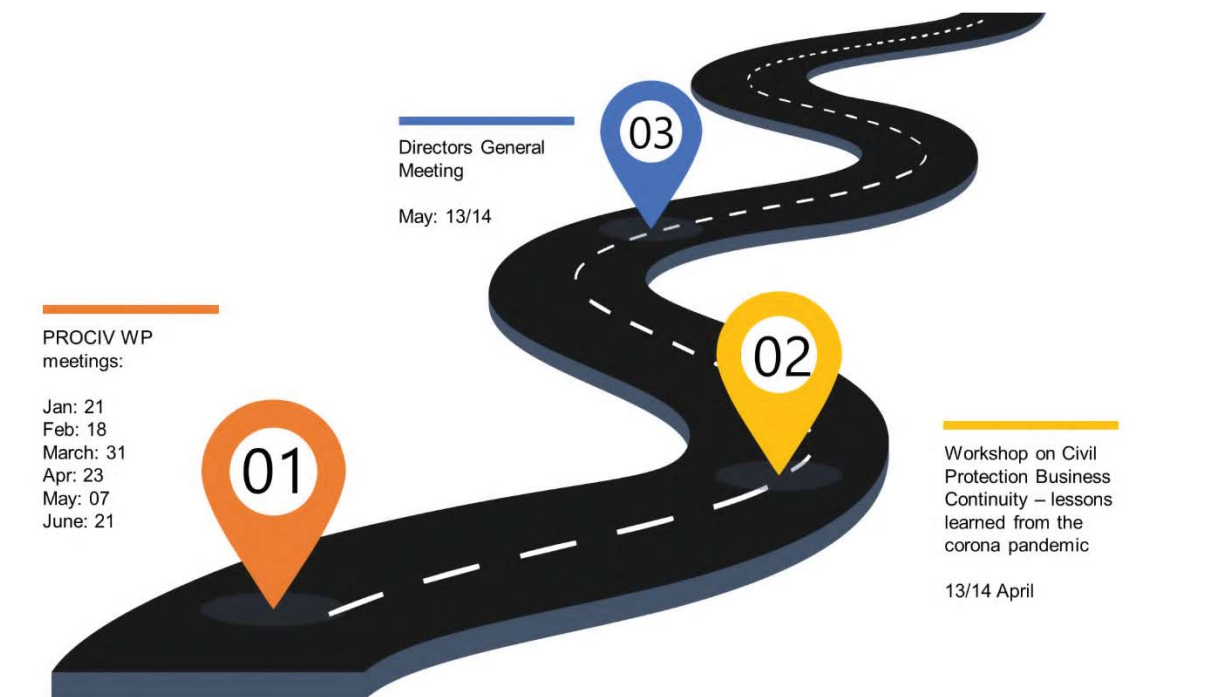 03
Directors General
Meeting
May: 13/14
PROCIV WP
meetings:
Jan: 21
Feb: 18
March: 31
Apr: 23
May: 07
June: 21
01
02
Workshop on Civil
Protection Business
Continuity – lessons
learned from the
corona pandemic
13/14 April